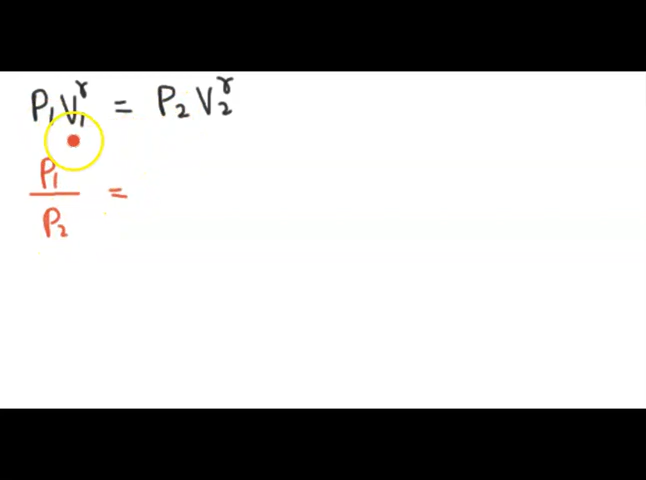 P₁V₁^γ = P₂V₂^γ
P₁/P₂ =